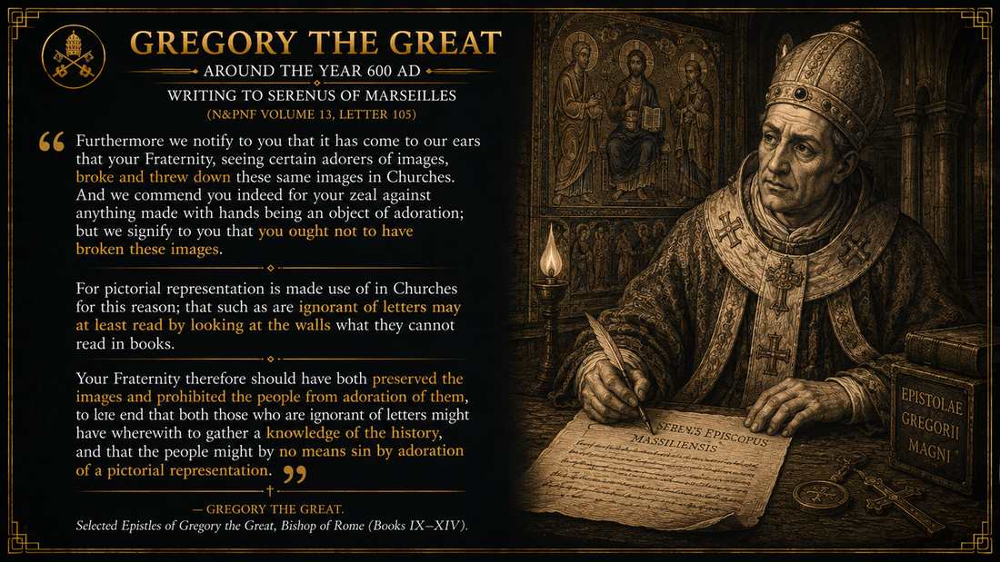 GREGORY THE GREAT
AROUND THE YEAR 600 AD
WRITING TO SERENUS OF MARSEILLES
(N&PNF VOLUME 13, LETTER 105)
“ Furthermore we notify to you that it has come to our ears
that your Fraternity, seeing certain adorers of images,
broke and threw down these same images in Churches.
And we commend you indeed for your zeal against
anything made with hands being an object of adoration;
but we signify to you that you ought not to have
broken these images.
For pictorial representation is made use of in Churches
for this reason; that such as are ignorant of letters may
at least read by looking at the walls what they cannot
read in books.
Your Fraternity therefore should have both preserved the
images and prohibited the people from adoration of them,
to lere end that both those who are ignorant of letters might
have wherewith to gather a knowledge of the history,
and that the people might by no means sin by adoration
of a pictorial representation. ”
— GREGORY THE GREAT.
Selected Epistles of Gregory the Great, Bishop of Rome (Books IX–XIV).
EPISCOPUS
MASSILIENSIS
EPISTOLAE
GREGORII
MAGNI